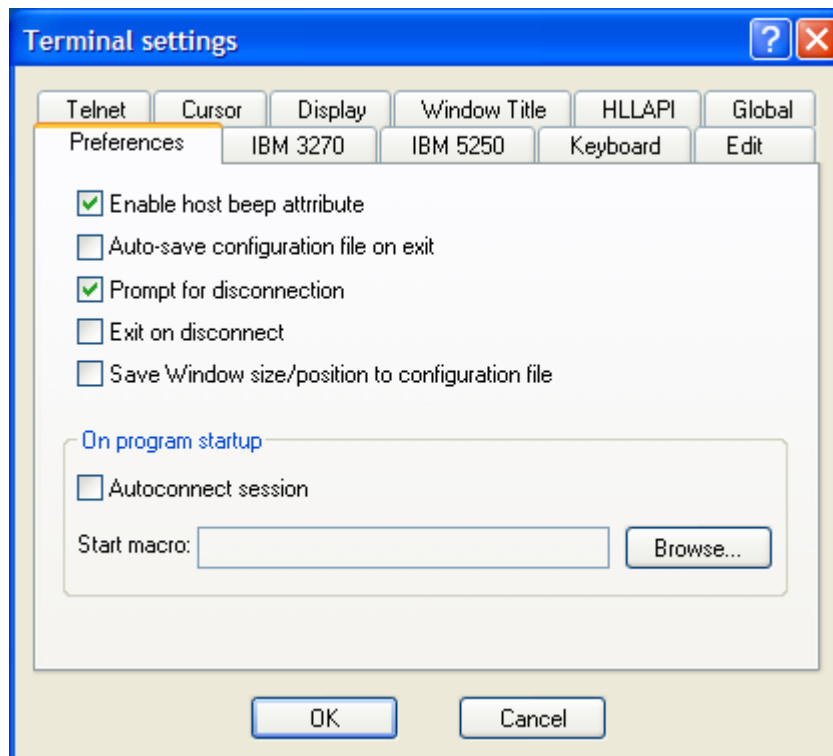 Terminal settings
Telnet Cursor Display Window Title HLLAPI Global
Preferences IBM 3270 IBM 5250 Keyboard Edit
Enable host beep attrribute
Auto-save configuration file on exit
Prompt for disconnection
Exit on disconnect
Save Window size/position to configuration file
On program startup
Autoconnect session
Start macro: Browse...
OK Cancel